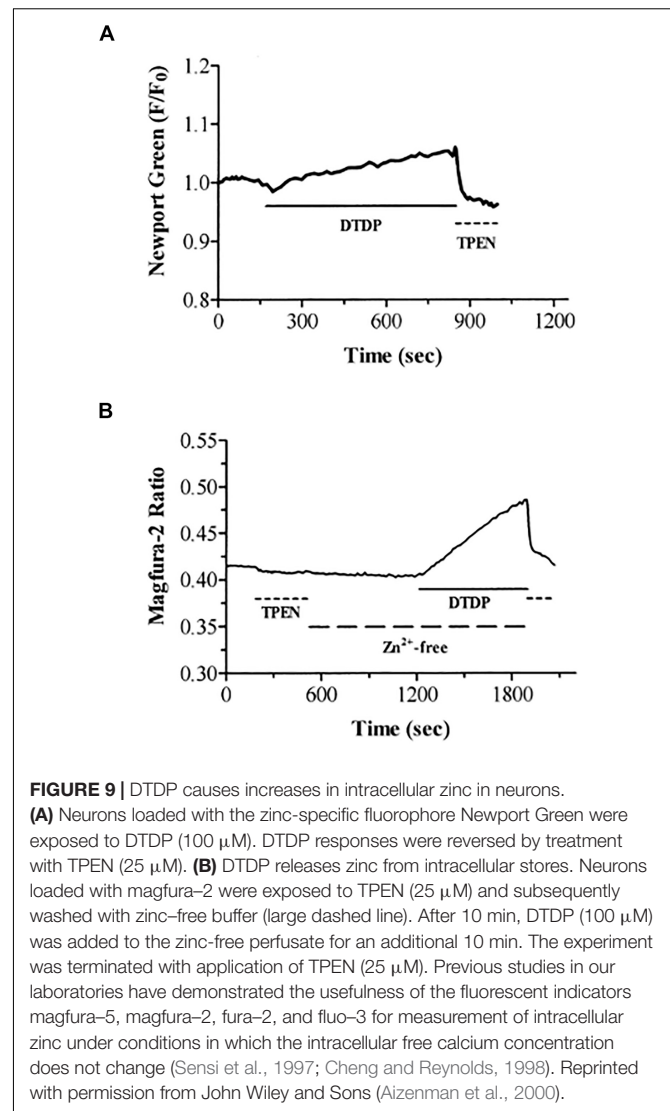 A
1.2
1.1
1.0
0.9
0.8
Newport Green (F/F0)
DTDP
TPEN
0
300
600
900
1200
Time (sec)
B
0.55
0.50
0.45
0.40
0.35
0.30
Magfura-2 Ratio
TPEN
DTDP
Zn²⁺-free
0
600
1200
1800
Time (sec)
FIGURE 9 | DTDP causes increases in intracellular zinc in neurons.
(A) Neurons loaded with the zinc-specific fluorophore Newport Green were
exposed to DTDP (100 μM). DTDP responses were reversed by treatment
with TPEN (25 μM). (B) DTDP releases zinc from intracellular stores. Neurons
loaded with magfura–2 were exposed to TPEN (25 μM) and subsequently
washed with zinc–free buffer (large dashed line). After 10 min, DTDP (100 μM)
was added to the zinc-free perfusate for an additional 10 min. The experiment
was terminated with application of TPEN (25 μM). Previous studies in our
laboratories have demonstrated the usefulness of the fluorescent indicators
magfura–5, magfura–2, fura–2, and fluo–3 for measurement of intracellular
zinc under conditions in which the intracellular free calcium concentration
does not change (Sensi et al., 1997; Cheng and Reynolds, 1998). Reprinted
with permission from John Wiley and Sons (Aizenman et al., 2000).